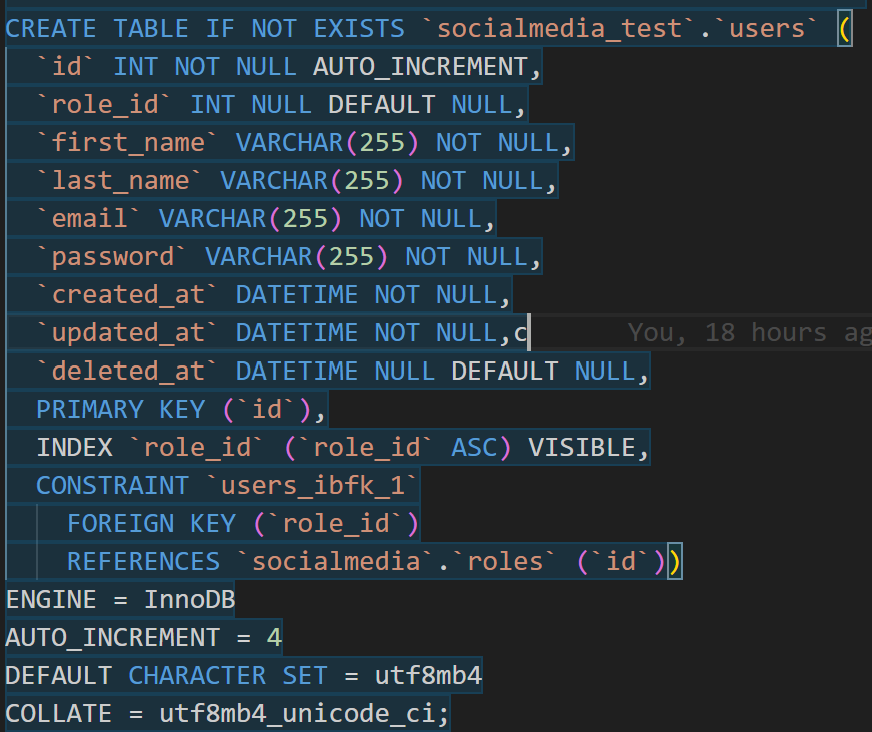 CREATE TABLE IF NOT EXISTS `socialmedia_test`.`users` (
  `id` INT NOT NULL AUTO_INCREMENT,
  `role_id` INT NULL DEFAULT NULL,
  `first_name` VARCHAR(255) NOT NULL,
  `last_name` VARCHAR(255) NOT NULL,
  `email` VARCHAR(255) NOT NULL,
  `password` VARCHAR(255) NOT NULL,
  `created_at` DATETIME NOT NULL,
  `updated_at` DATETIME NOT NULL,c You, 18 hours ag
  `deleted_at` DATETIME NULL DEFAULT NULL,
  PRIMARY KEY (`id`),
  INDEX `role_id` (`role_id` ASC) VISIBLE,
  CONSTRAINT `users_ibfk_1`
    FOREIGN KEY (`role_id`)
    REFERENCES `socialmedia`.`roles` (`id`))
ENGINE = InnoDB
AUTO_INCREMENT = 4
DEFAULT CHARACTER SET = utf8mb4
COLLATE = utf8mb4_unicode_ci;